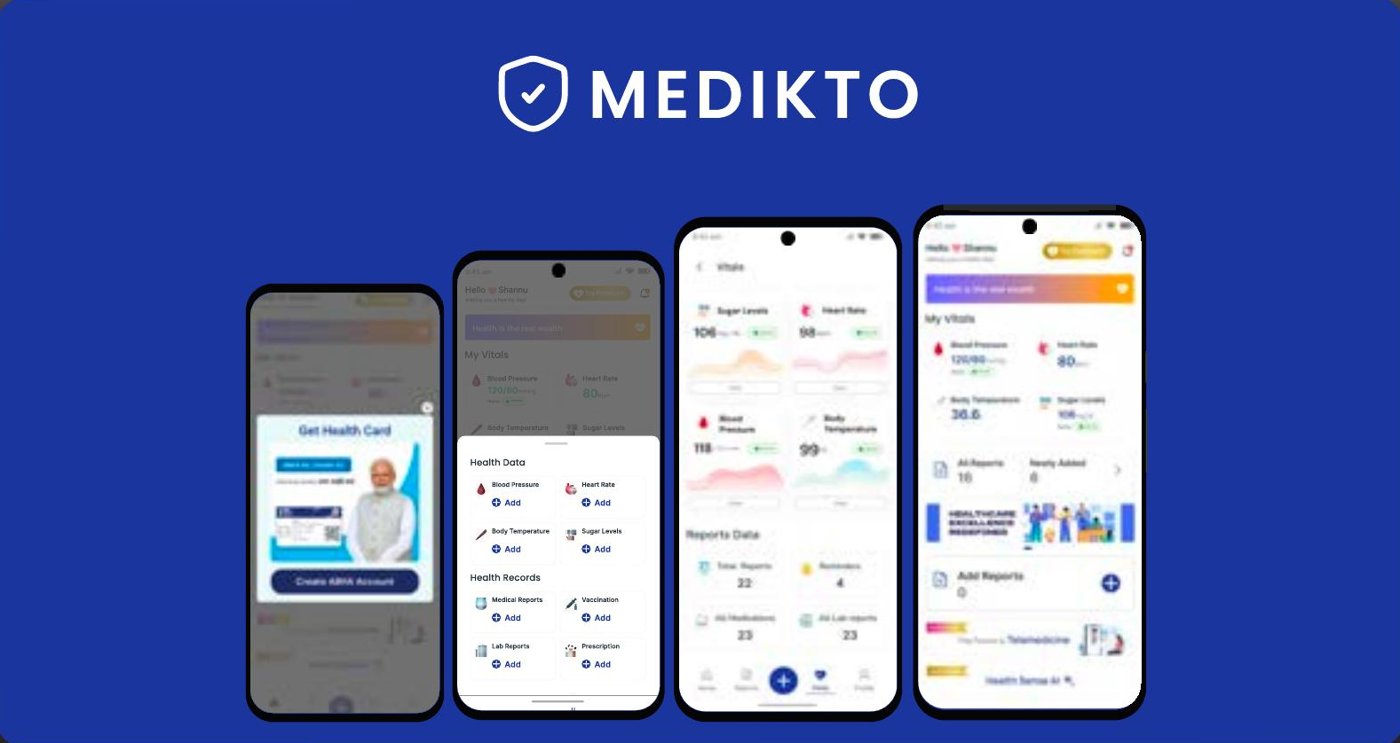 MEDIKTO
Get Health Card
Create ABHA Account
Hello Shannu
Health is the real wealth
My Vitals
Blood Pressure
120/80
Heart Rate
80
Body Temperature
Sugar Levels
Health Data
Blood Pressure
Add
Heart Rate
Add
Body Temperature
Add
Sugar Levels
Add
Health Records
Medical Reports
Add
Vaccination
Add
Lab Reports
Add
Prescription
Add
Vitals
Sugar Levels
106
Heart Rate
98
Blood
Pressure
118
Body
Temperature
99
Reports Data
Total Reports
22
Reminders
4
All Medications
23
All Lab reports
23
Hello Shannu
Health is the real wealth
My Vitals
Blood Pressure
120/80
Heart Rate
80
Body Temperature
36.6
Sugar Levels
106
All Reports
16
Newly Added
6
HEALTHCARE
EXCELLENCE
REDEFINED
Add Reports
0
Telemedicine
Health Sense AI